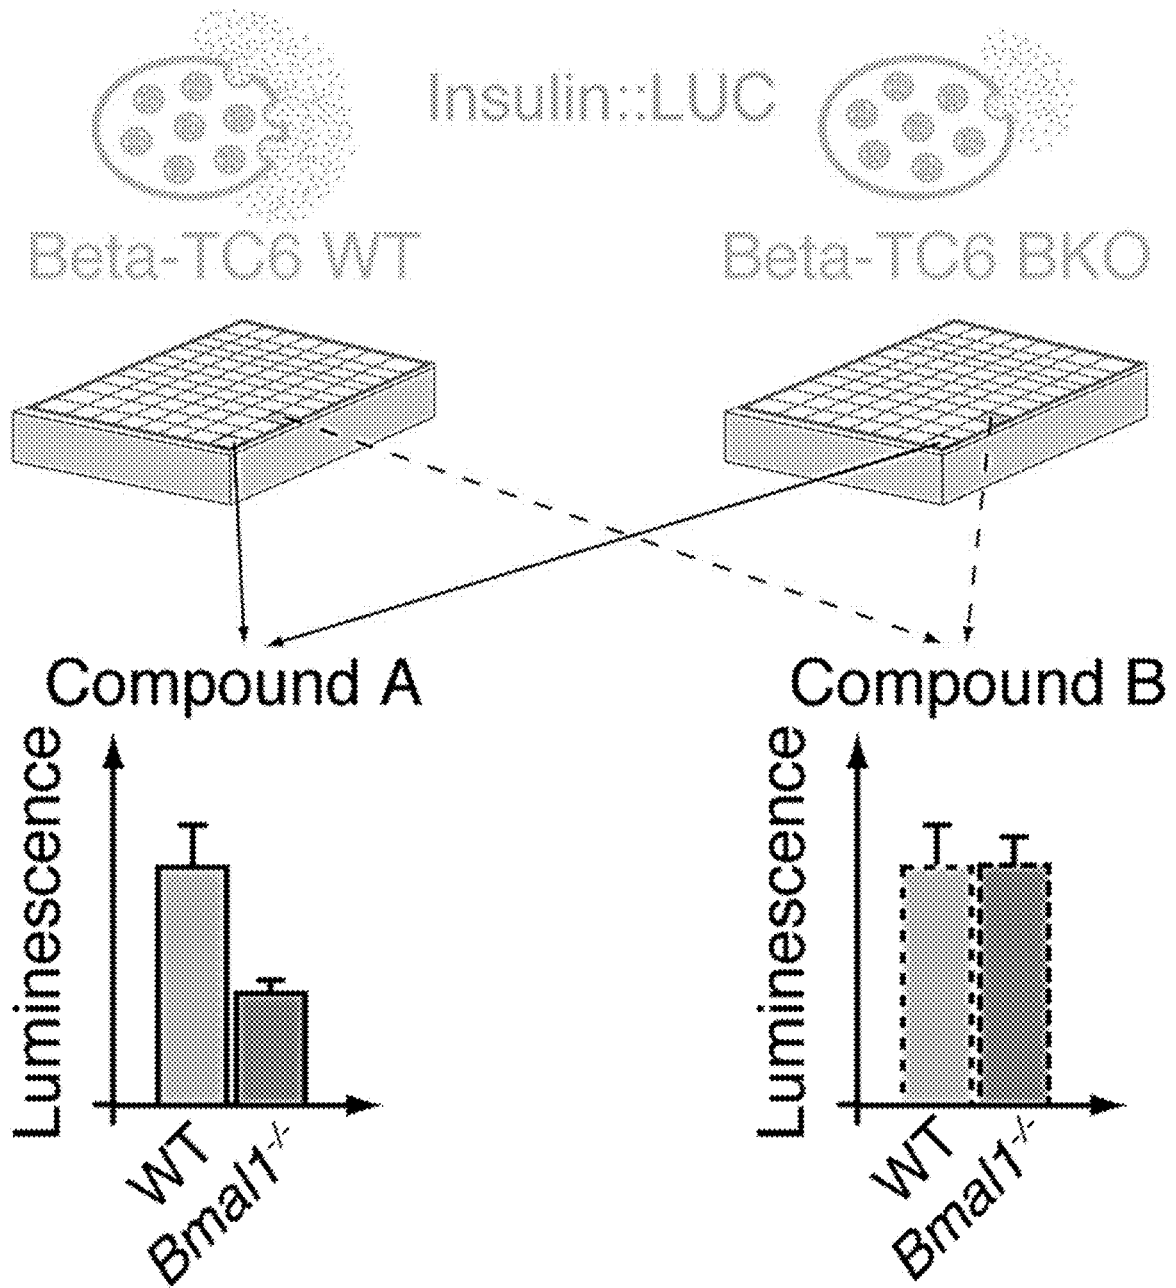 Insulin::LUC
Beta-TC6 WT
Beta-TC6 BKO
Compound A
Compound B
Luminescence
WT
Bmal1-/-
Luminescence
WT
Bmal1-/-